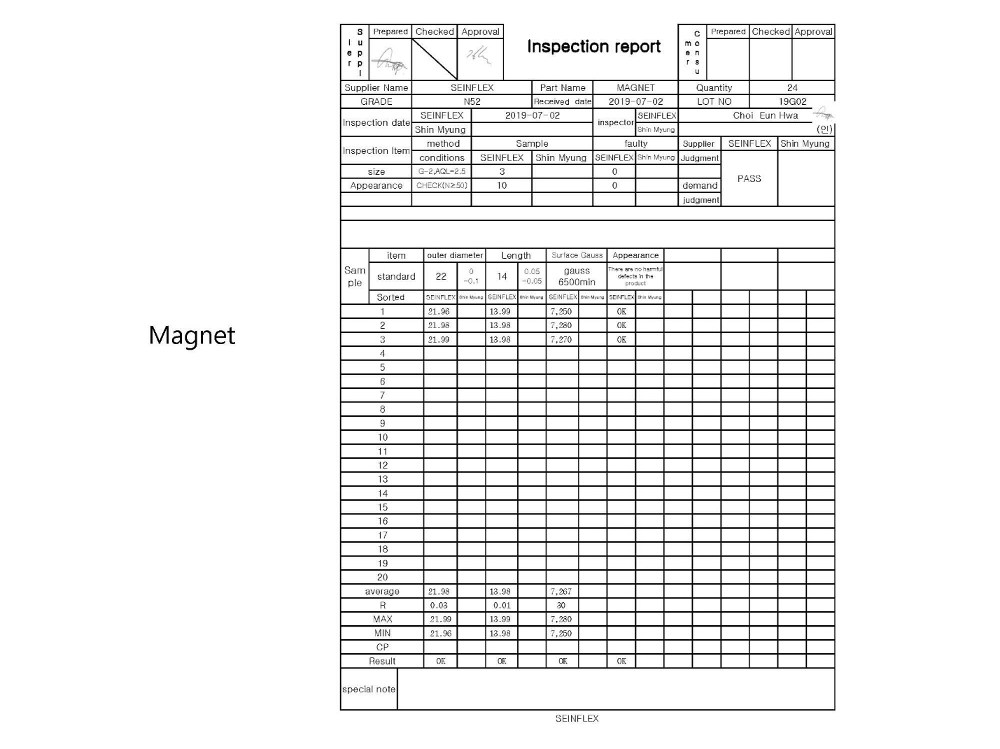 Magnet
Supplier Prepared Checked Approval
Inspection report
Consumer Prepared Checked Approval
Supplier Name SEINFLEX Part Name MAGNET Quantity 24
GRADE N52 Received date 2019-07-02 LOT NO 19G02
Inspection date SEINFLEX 2019-07-02 inspector SEINFLEX Choi Eun Hwa
Shin Myung Shin Myung (인)
Inspection Item method Sample faulty Supplier SEINFLEX Shin Myung
conditions SEINFLEX Shin Myung SEINFLEX Shin Myung Judgment
size G-2,AQL=2.5 3 0
PASS
Appearance CHECK(N≥50) 10 0 demand
judgment
Sam
ple
item outer diameter Length Surface Gauss Appearance
standard 22 0 -0.1 14 0.05 -0.05 gauss 6500min There are no harmful defects in the product
Sorted SEINFLEX Shin Myung SEINFLEX Shin Myung SEINFLEX Shin Myung SEINFLEX Shin Myung
1 21.96 13.99 7,250 OK
2 21.98 13.98 7,280 OK
3 21.99 13.98 7,270 OK
4
5
6
7
8
9
10
11
12
13
14
15
16
17
18
19
20
average 21.98 13.98 7,267
R 0.03 0.01 30
MAX 21.99 13.99 7,280
MIN 21.96 13.98 7,250
CP
Result OK OK OK OK
special note
SEINFLEX